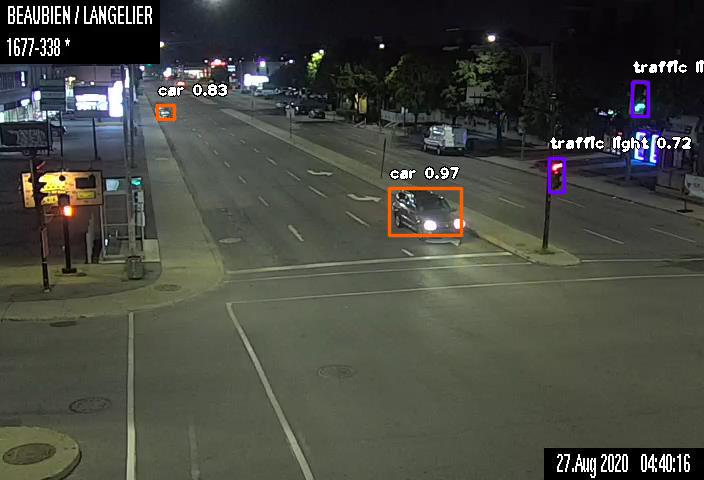 BEAUBIEN / LANGELIER
1677-338 *
car 0.83
traffic
traffic light 0.72
car 0.97
27.Aug 2020 04:40:16